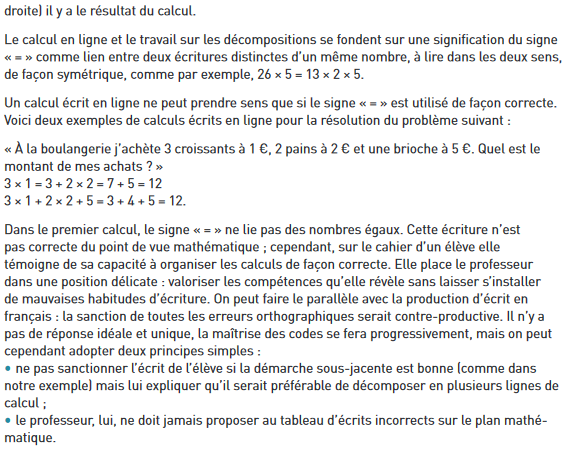 droite) il y a le résultat du calcul.
Le calcul en ligne et le travail sur les décompositions se fondent sur une signification du signe
« = » comme lien entre deux écritures distinctes d'un même nombre, à lire dans les deux sens,
de façon symétrique, comme par exemple, 26 × 5 = 13 × 2 × 5.
Un calcul écrit en ligne ne peut prendre sens que si le signe « = » est utilisé de façon correcte.
Voici deux exemples de calculs écrits en ligne pour la résolution du problème suivant :
« À la boulangerie j'achète 3 croissants à 1 €, 2 pains à 2 € et une brioche à 5 €. Quel est le
montant de mes achats ? »
3 × 1 = 3 + 2 × 2 = 7 + 5 = 12
3 × 1 + 2 × 2 + 5 = 3 + 4 + 5 = 12.
Dans le premier calcul, le signe « = » ne lie pas des nombres égaux. Cette écriture n'est
pas correcte du point de vue mathématique ; cependant, sur le cahier d'un élève elle
témoigne de sa capacité à organiser les calculs de façon correcte. Elle place le professeur
dans une position délicate : valoriser les compétences qu'elle révèle sans laisser s'installer
de mauvaises habitudes d'écriture. On peut faire le parallèle avec la production d'écrit en
français : la sanction de toutes les erreurs orthographiques serait contre-productive. Il n'y a
pas de réponse idéale et unique, la maîtrise des codes se fera progressivement, mais on peut
cependant adopter deux principes simples :
• ne pas sanctionner l'écrit de l'élève si la démarche sous-jacente est bonne (comme dans
notre exemple) mais lui expliquer qu'il serait préférable de décomposer en plusieurs lignes de
calcul ;
• le professeur, lui, ne doit jamais proposer au tableau d'écrits incorrects sur le plan mathé-
matique.